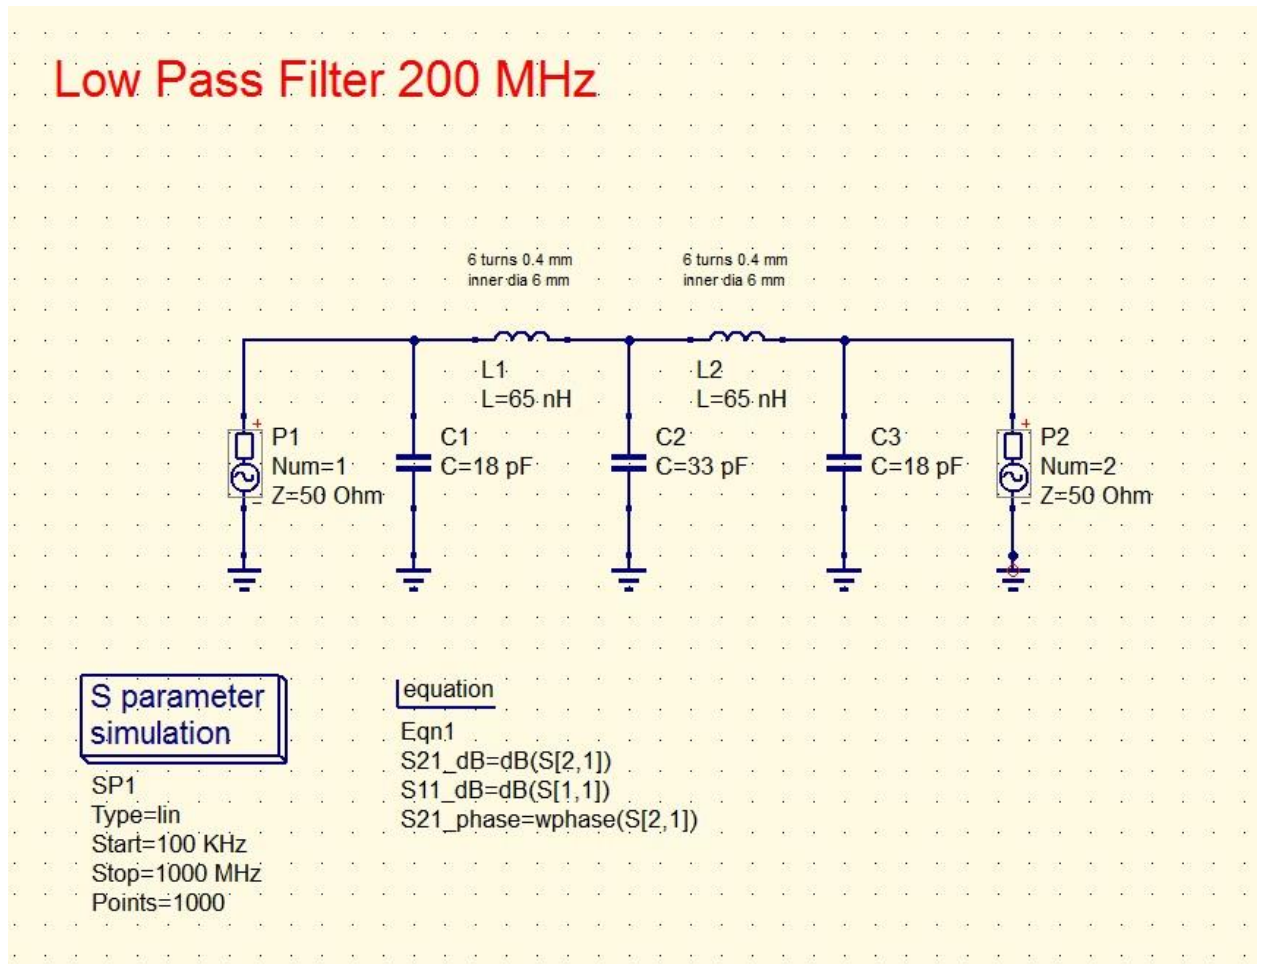 Low Pass Filter 200 MHz
6 turns 0.4 mm
inner dia 6 mm
6 turns 0.4 mm
inner dia 6 mm
L1
L=65 nH
L2
L=65 nH
+
P1
Num=1
Z=50 Ohm
-
C1
C=18 pF
C2
C=33 pF
C3
C=18 pF
+
P2
Num=2
Z=50 Ohm
-
S parameter
simulation
SP1
Type=lin
Start=100 KHz
Stop=1000 MHz
Points=1000
equation
Eqn1
S21_dB=dB(S[2,1])
S11_dB=dB(S[1,1])
S21_phase=wphase(S[2,1])